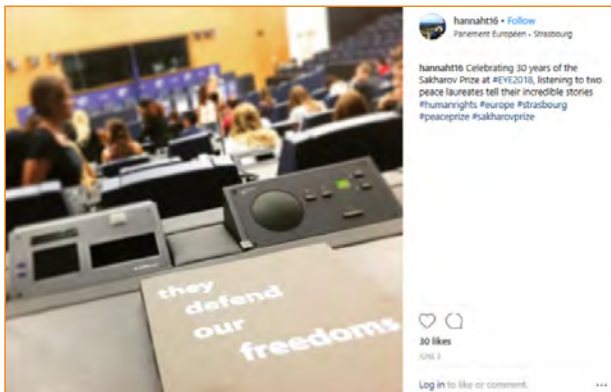 they
defend
our
freedoms
hannaht16 • Follow
Parlement Européen - Strasbourg
hannaht16 Celebrating 30 years of the
Sakharov Prize at #EYE2018, listening to two
peace laureates tell their incredible stories
#humanrights #europe #strasbourg
#peaceprize #sakharovprize
30 likes
JUNE 3
Log in to like or comment.